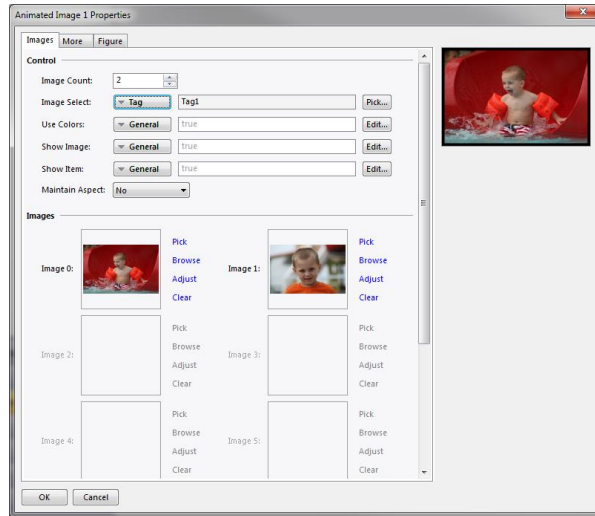 Animated Image 1 Properties
Images More Figure
Control
Image Count: 2
Image Select: Tag Tag1 Pick...
Use Colors: General true Edit...
Show Image: General true Edit...
Show Item: General true Edit...
Maintain Aspect: No
Images
Image 0: Pick Browse Adjust Clear
Image 1: Pick Browse Adjust Clear
Image 2: Pick Browse Adjust Clear
Image 3: Pick Browse Adjust Clear
Image 4: Pick Browse Adjust Clear
Image 5: Pick Browse Adjust Clear
OK Cancel